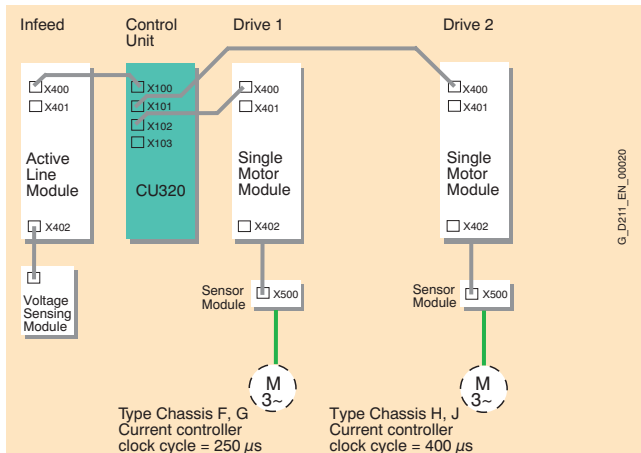 Infeed
Control
Unit
Drive 1
Drive 2
X400
X401
X100
X101
X102
X103
X400
X401
X400
X401
Active
Line
Module
CU320
Single
Motor
Module
Single
Motor
Module
X402
X402
X402
Voltage
Sensing
Module
Sensor
Module
X500
Sensor
Module
X500
M
3~
M
3~
Type Chassis F, G
Current controller
clock cycle = 250 µs
Type Chassis H, J
Current controller
clock cycle = 400 µs
G_D211_EN_00020